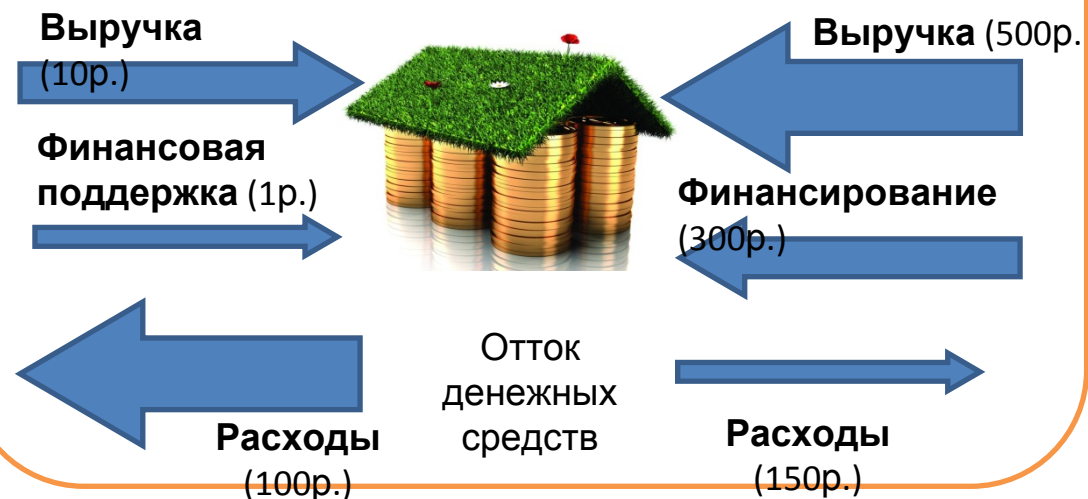 Выручка
(10р.)
Финансовая
поддержка (1р.)
Расходы
(100р.)
Отток
денежных
средств
Выручка (500р.
Финансирование
(300р.)
Расходы
(150р.)